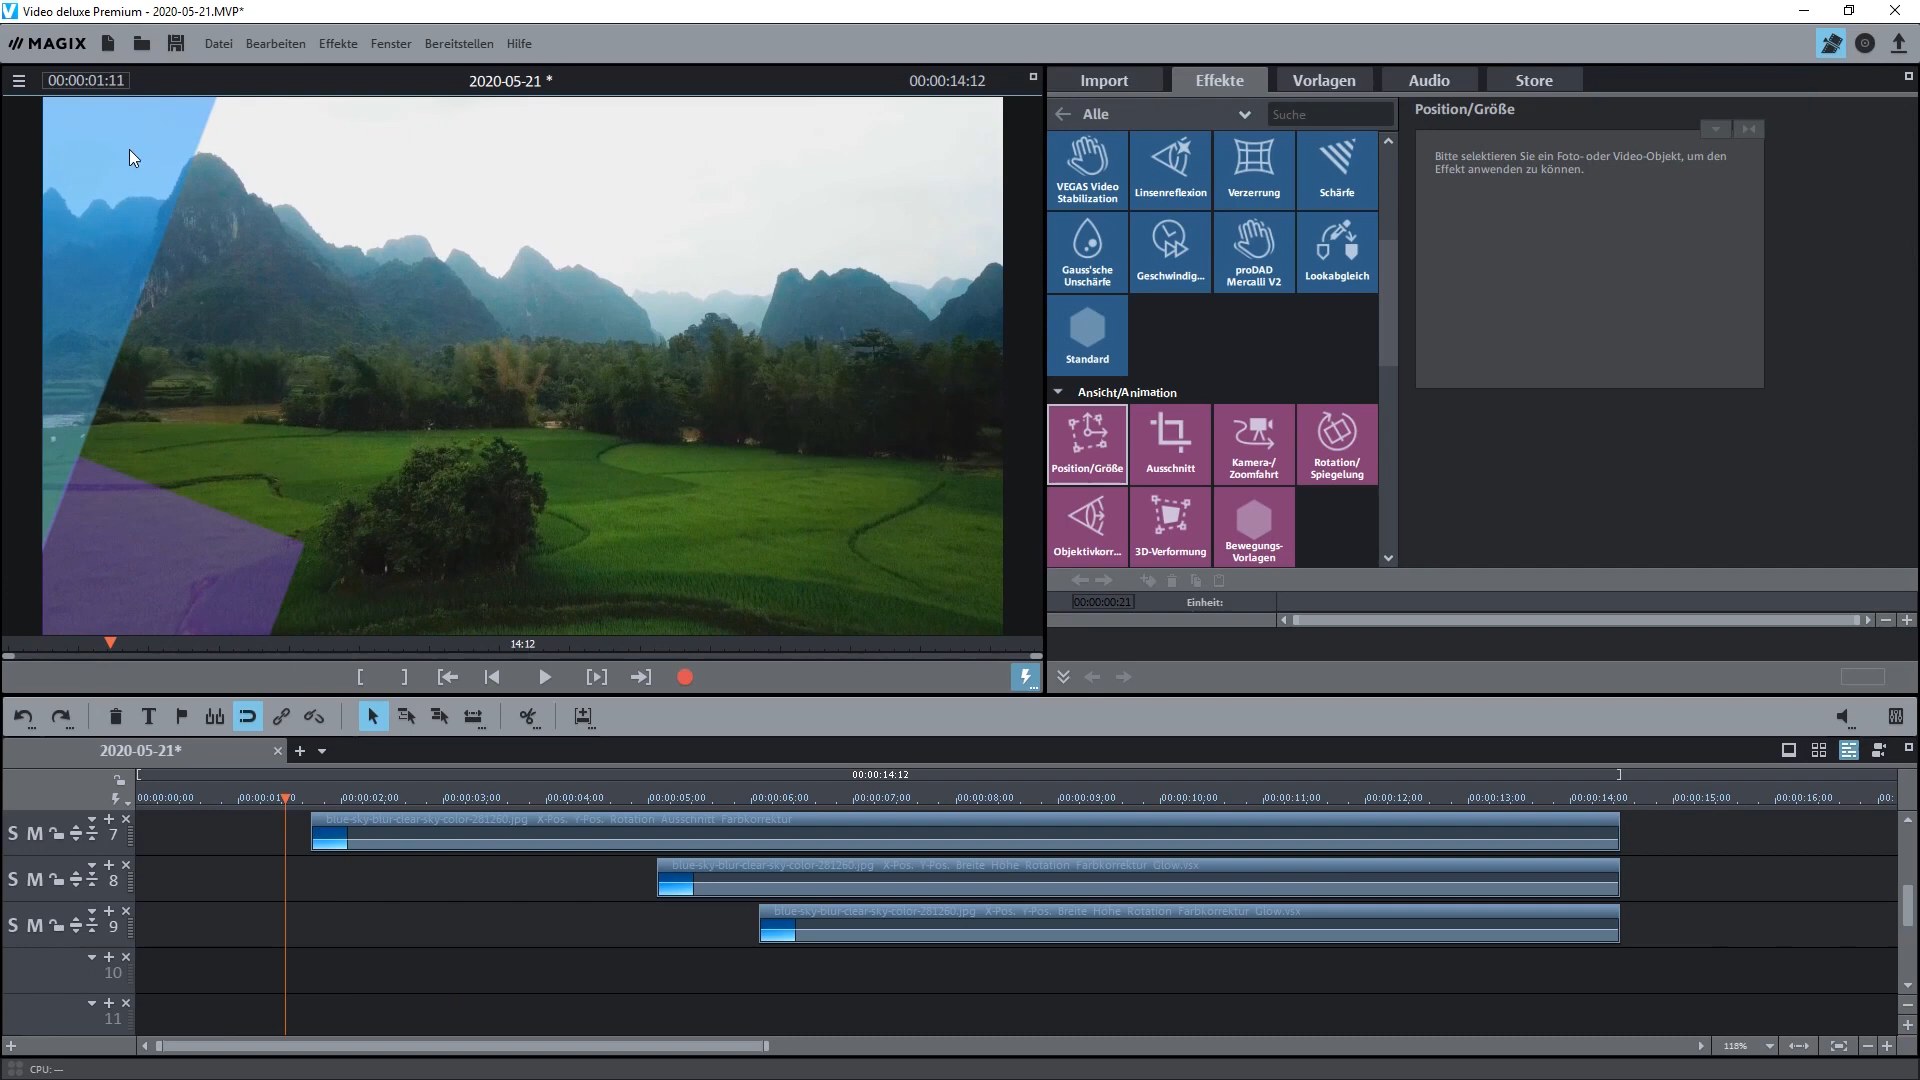 Video deluxe Premium - 2020-05-21.MVP*
MAGIX Datei Bearbeiten Effekte Fenster Bereitstellen Hilfe
00:00:01:11 2020-05-21 * 00:00:14:12
Import Effekte Vorlagen Audio Store
Alle Suche
Position/Größe
Bitte selektieren Sie ein Foto- oder Video-Objekt, um den
Effekt anwenden zu können.
VEGAS Video
Stabilization
Linsenreflexion
Verzerrung
Schärfe
Gauss'sche
Unschärfe
Geschwindig...
proDAD
Mercalli V2
Lookabgleich
Standard
Ansicht/Animation
Position/Größe
Ausschnitt
Kamera-/
Zoomfahrt
Rotation/
Spiegelung
Objektivkorr...
3D-Verformung
Bewegungs-
Vorlagen
00:00:00:21 Einheit:
14:12
2020-05-21*
00:00:14:12
00:00:00;00 00:00:02;00 00:00:03;00 00:00:04;00 00:00:05;00 00:00:06;00 00:00:07;00 00:00:08;00 00:00:09;00 00:00:10;00 00:00:11;00 00:00:12;00 00:00:13;00 00:00:14;00 00:00:15;00 00:00:16;00 00:
S M 7
blue-sky-blur-clear-sky-color-281260.jpg X-Pos. Y-Pos. Rotation Ausschnitt Farbkorrektur
S M 8
blue-sky-blur-clear-sky-color-281260.jpg X-Pos. Y-Pos. Breite Höhe Rotation Farbkorrektur Glow.vsx
S M 9
blue-sky-blur-clear-sky-color-281260.jpg X-Pos. Y-Pos. Breite Höhe Rotation Farbkorrektur Glow.vsx
10
11
118%
CPU: —